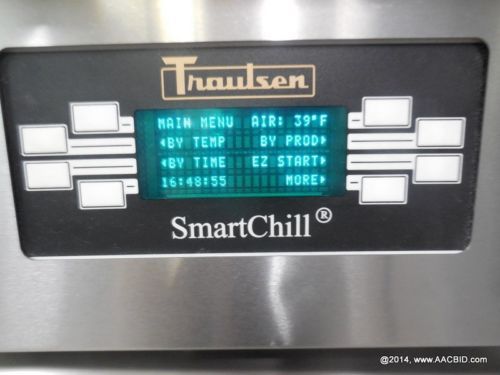 Traulsen
MAIN MENU AIR: 39°F
◂BY TEMP BY PROD▸
◂BY TIME EZ START▸
16:48:55 MORE▸
SmartChill®
@2014, www.AACBID.com